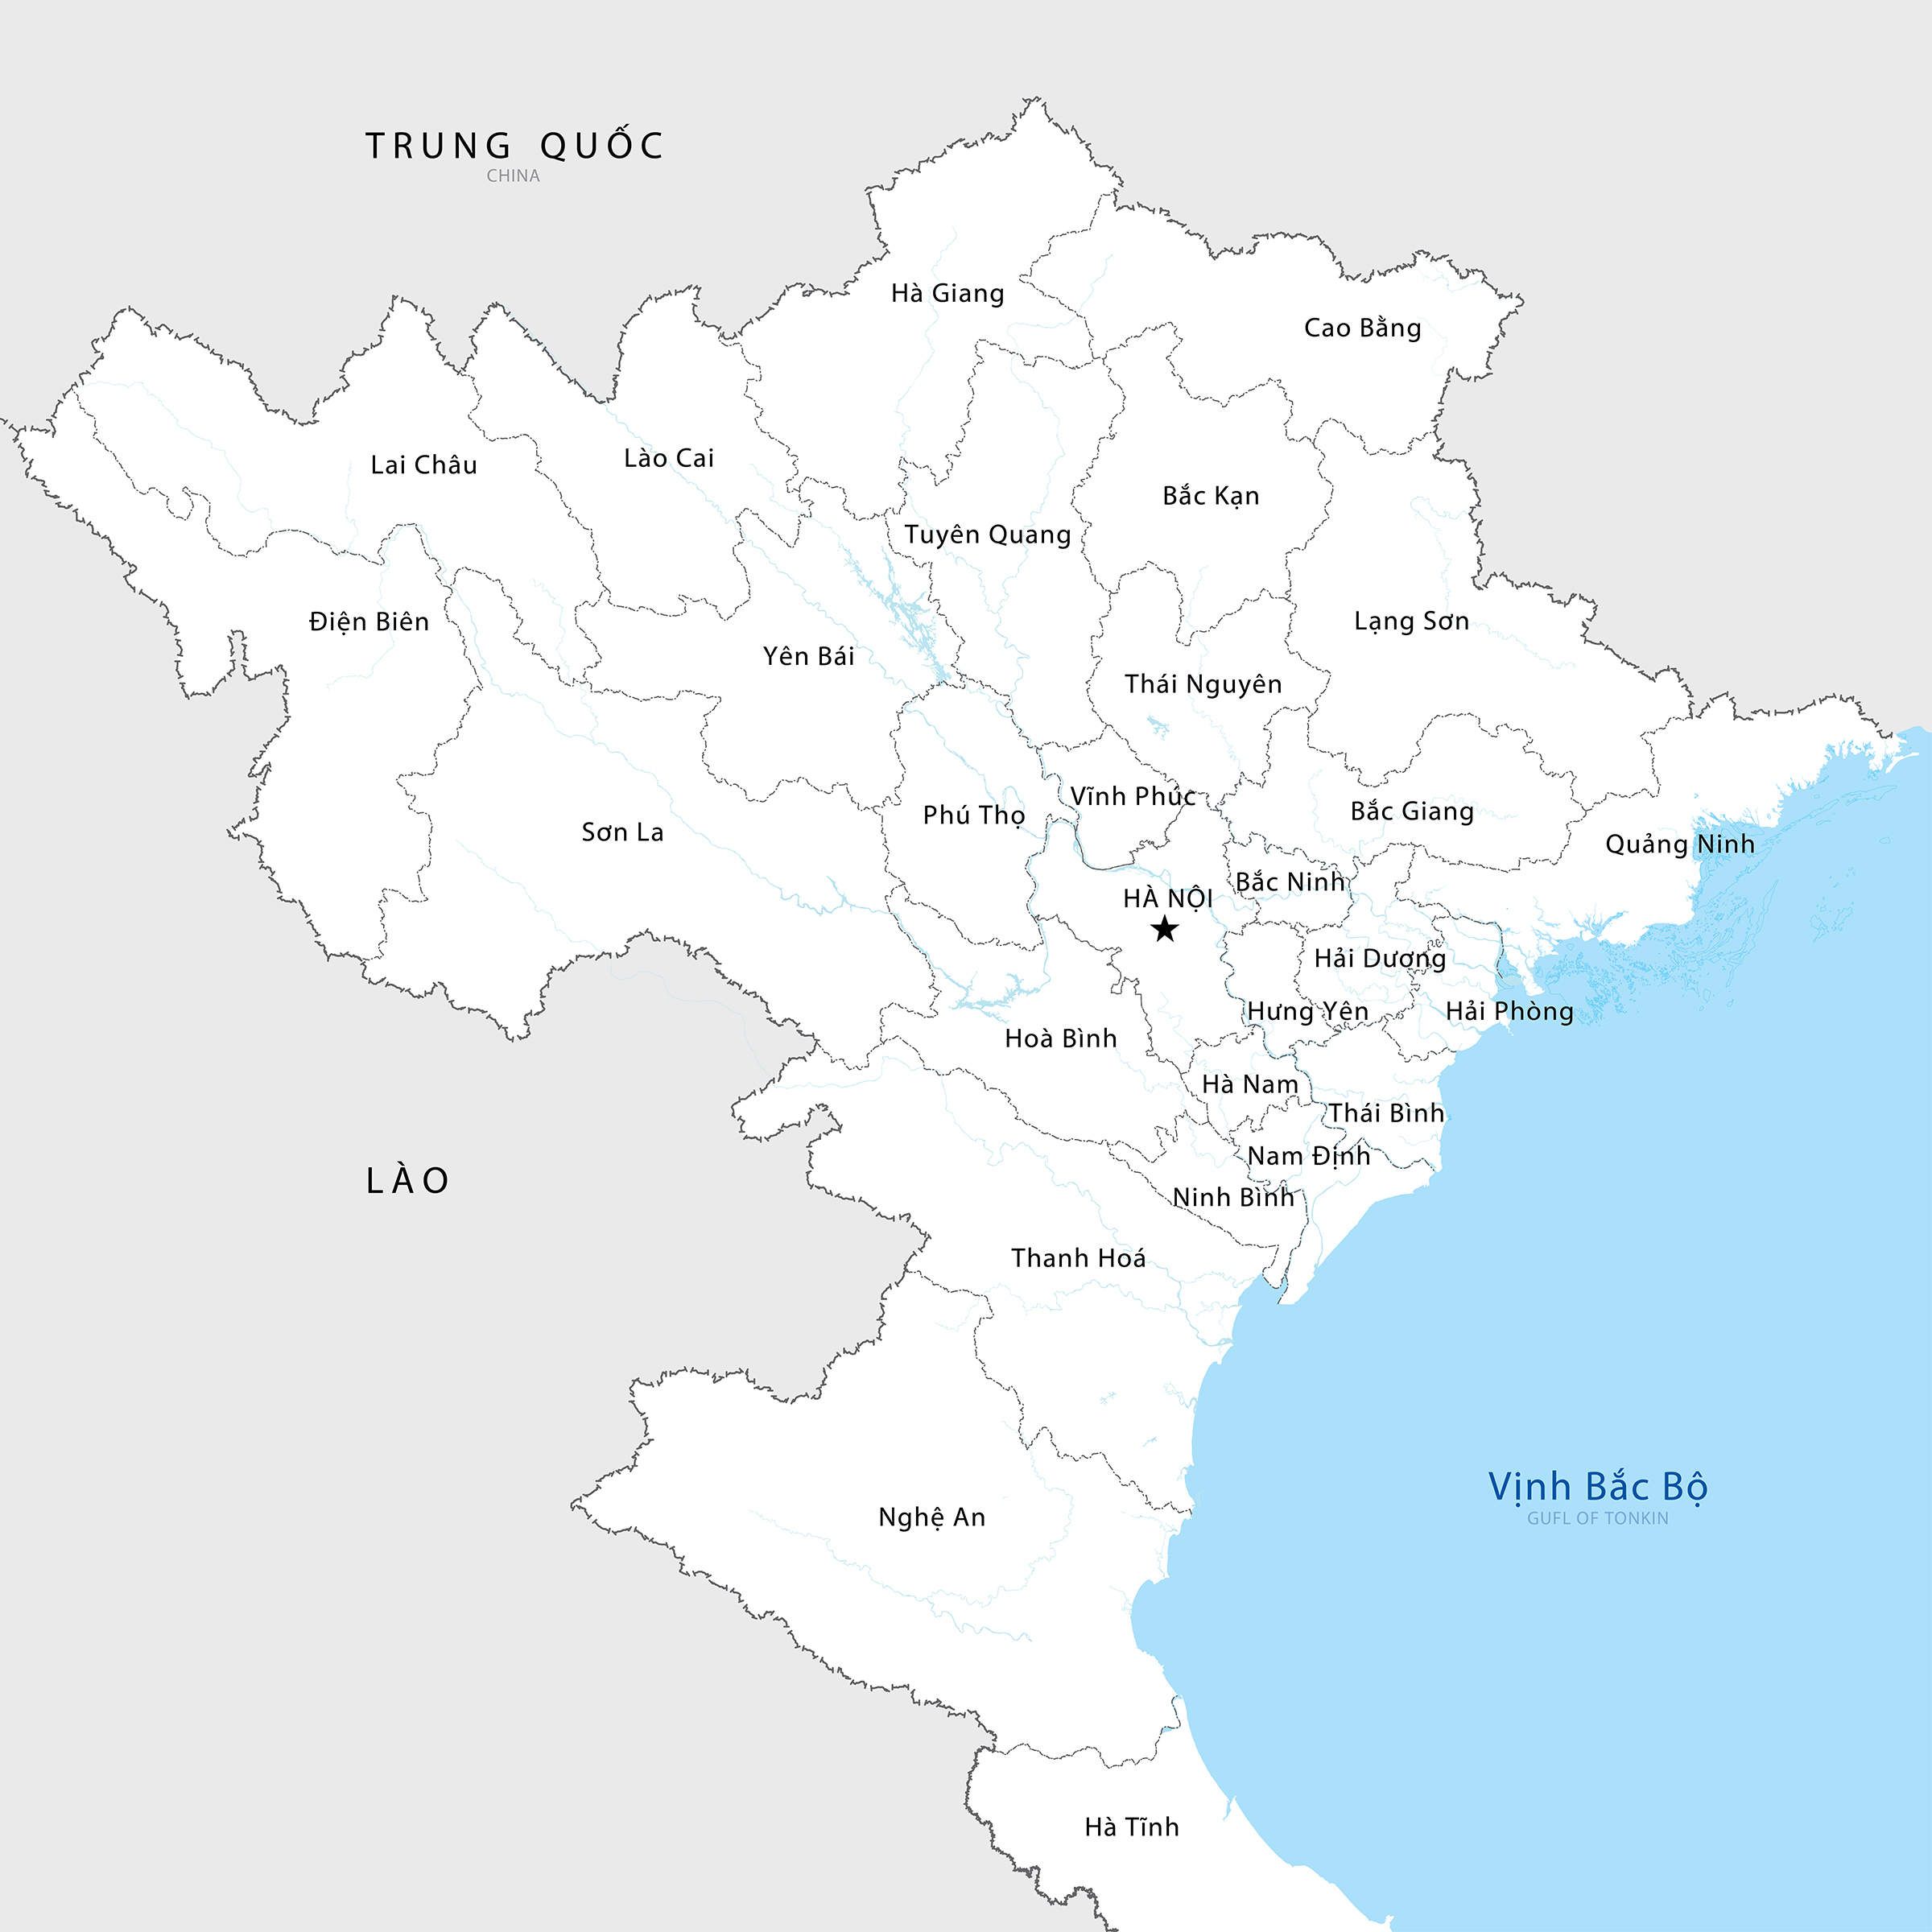 TRUNG QUỐC
CHINA
Hà Giang
Cao Bằng
Lai Châu
Lào Cai
Bắc Kạn
Tuyên Quang
Điện Biên
Lạng Sơn
Yên Bái
Thái Nguyên
Vĩnh Phúc
Phú Thọ
Bắc Giang
Sơn La
Quảng Ninh
Bắc Ninh
HÀ NỘI
Hải Dương
Hưng Yên
Hải Phòng
Hoà Bình
Hà Nam
Thái Bình
Nam Định
LÀO
Ninh Bình
Thanh Hoá
Vịnh Bắc Bộ
GUFL OF TONKIN
Nghệ An
Hà Tĩnh